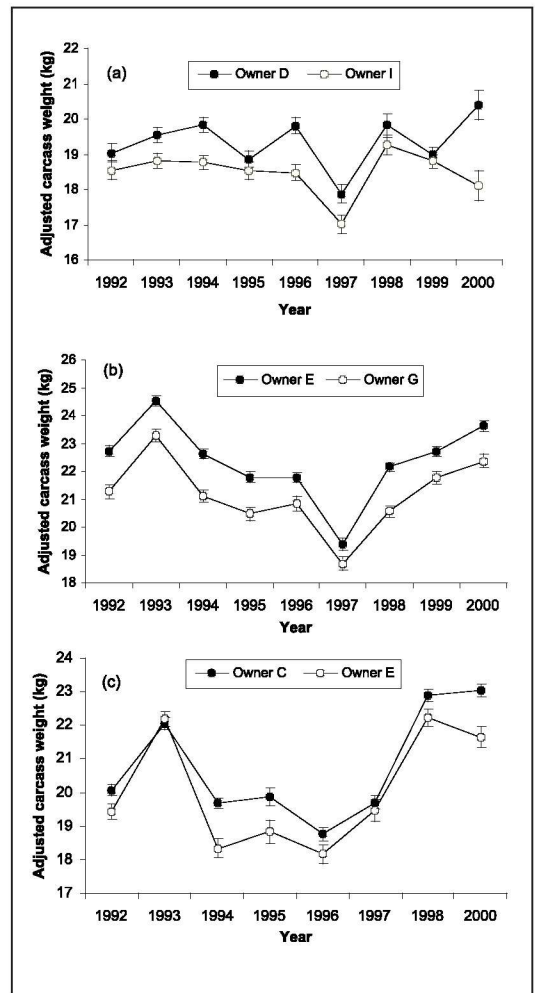 (a)
Owner D Owner I
Adjusted carcass weight (kg)
22
21
20
19
18
17
16
1992 1993 1994 1995 1996 1997 1998 1999 2000
Year
(b)
Owner E Owner G
Adjusted carcass weight (kg)
26
25
24
23
22
21
20
19
18
1992 1993 1994 1995 1996 1997 1998 1999 2000
Year
(c)
Owner C Owner E
Adjusted carcass weight (kg)
24
23
22
21
20
19
18
17
1992 1993 1994 1995 1996 1997 1998 2000
Year